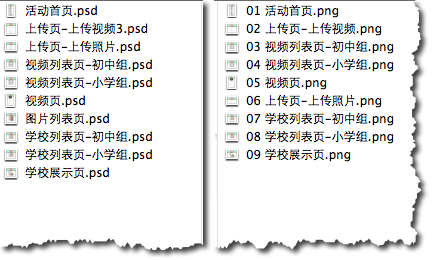 活动首页.psd
上传页-上传视频3.psd
上传页-上传照片.psd
视频列表页-初中组.psd
视频列表页-小学组.psd
视频页.psd
图片列表页.psd
学校列表页-初中组.psd
学校列表页-小学组.psd
学校展示页.psd
01 活动首页.png
02 上传页-上传视频.png
03 视频列表页-初中组.png
04 视频列表页-小学组.png
05 视频页.png
06 上传页-上传照片.png
07 学校列表页-初中组.png
08 学校列表页-小学组.png
09 学校展示页.png